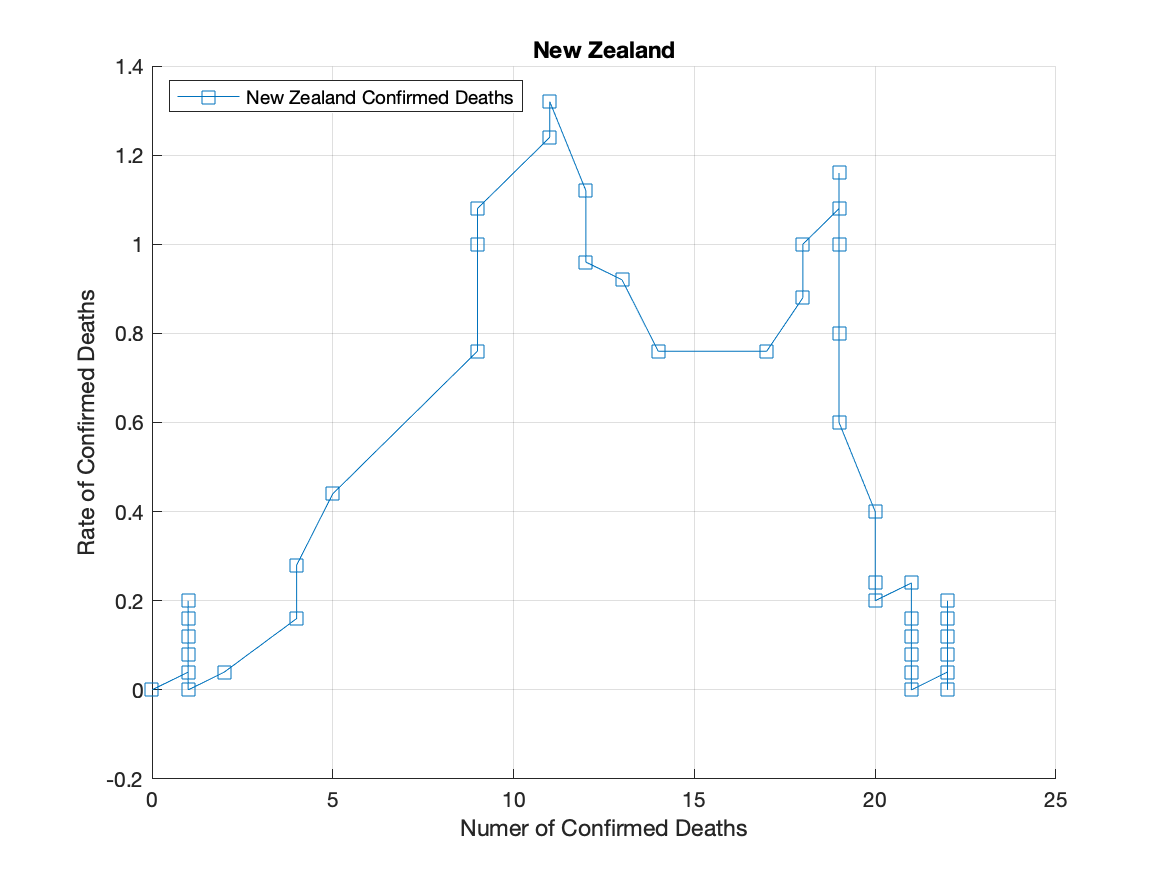 New Zealand
New Zealand Confirmed Deaths
1.4
1.2
1
0.8
0.6
0.4
0.2
0
-0.2
Rate of Confirmed Deaths
0 5 10 15 20 25
Numer of Confirmed Deaths